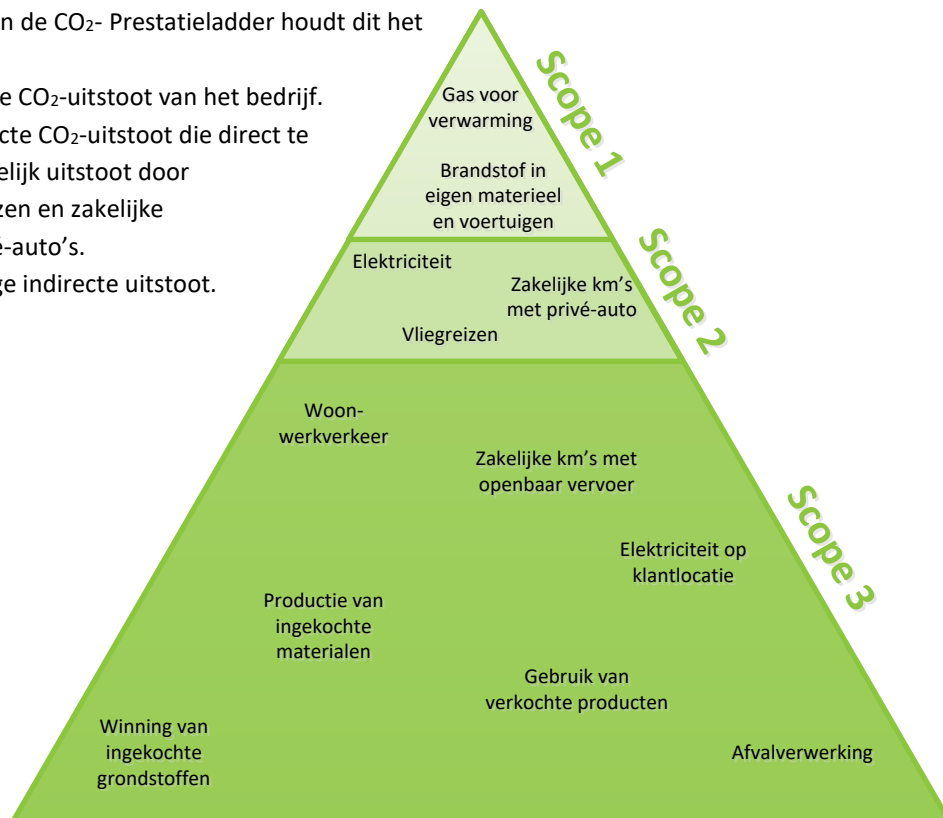 n de CO2- Prestatieladder houdt dit het
e CO2-uitstoot van het bedrijf.
cte CO2-uitstoot die direct te
elijk uitstoot door
zen en zakelijke
é-auto’s.
ge indirecte uitstoot.
Scope 1
Gas voor
verwarming
Brandstof in
eigen materieel
en voertuigen
Scope 2
Elektriciteit
Zakelijke km’s
met privé-auto
Vliegreizen
Scope 3
Woon-
werkverkeer
Zakelijke km’s met
openbaar vervoer
Elektriciteit op
klantlocatie
Productie van
ingekochte
materialen
Gebruik van
verkochte producten
Winning van
ingekochte
grondstoffen
Afvalverwerking